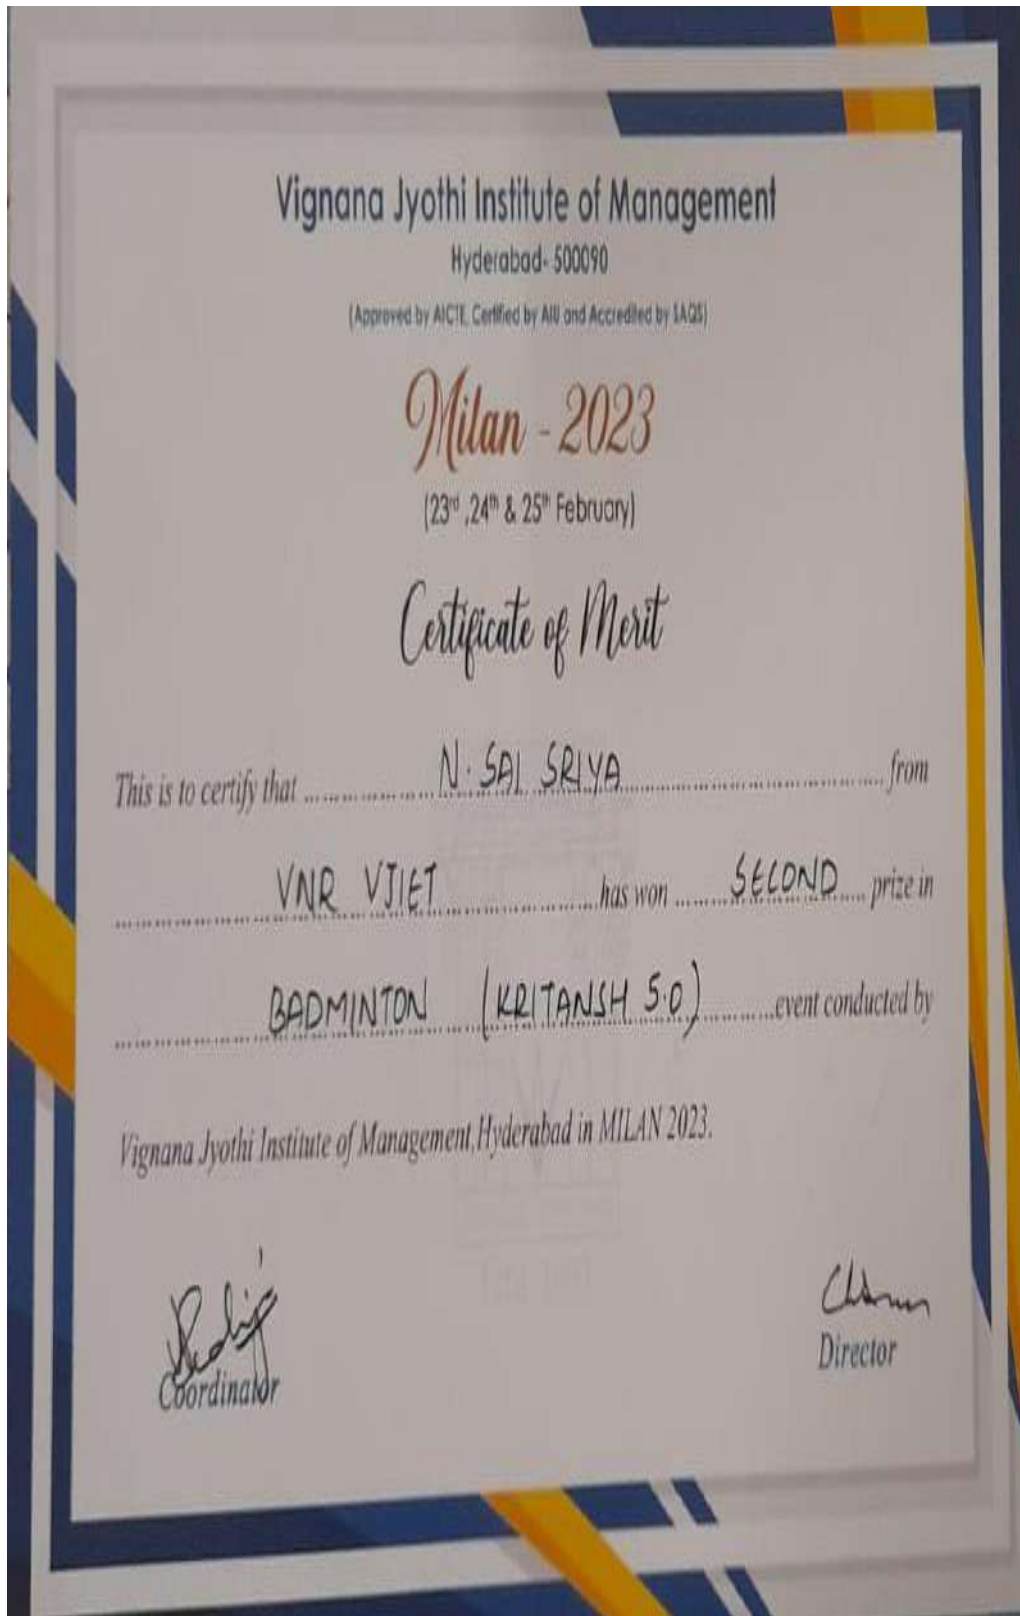 Vignana Jyothi Institute of Management
Hyderabad- 500090
(Approved by AICTE, Certified by AIU and Accredited by SAQS)
Milan - 2023
(23rd ,24th & 25th February)
Certificate of Merit
This is to certify that N. SAI SRIYA from
VNR VJIET has won SECOND prize in
BADMINTON (KRITANSH 5.0) event conducted by
Vignana Jyothi Institute of Management,Hyderabad in MILAN 2023.
Coordinator
Director